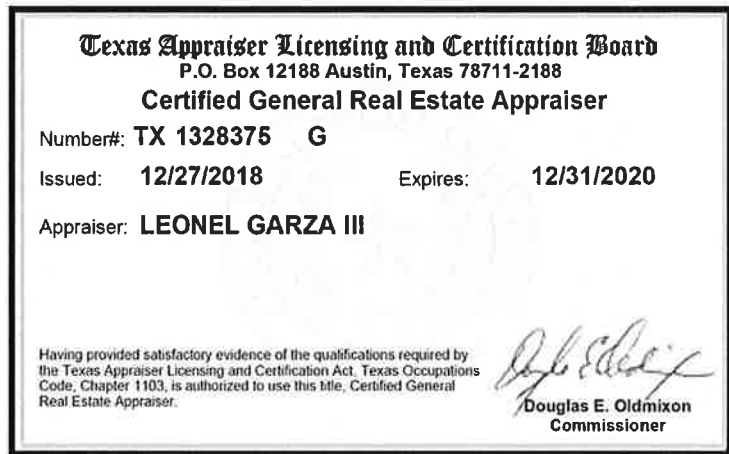 Texas Appraiser Licensing and Certification Board
P.O. Box 12188 Austin, Texas 78711-2188
Certified General Real Estate Appraiser
Number#: TX 1328375 G
Issued: 12/27/2018 Expires: 12/31/2020
Appraiser: LEONEL GARZA III
Having provided satisfactory evidence of the qualifications required by
the Texas Appraiser Licensing and Certification Act, Texas Occupations
Code, Chapter 1103, is authorized to use this title, Certified General
Real Estate Appraiser.
Douglas E. Oldmixon
Commissioner